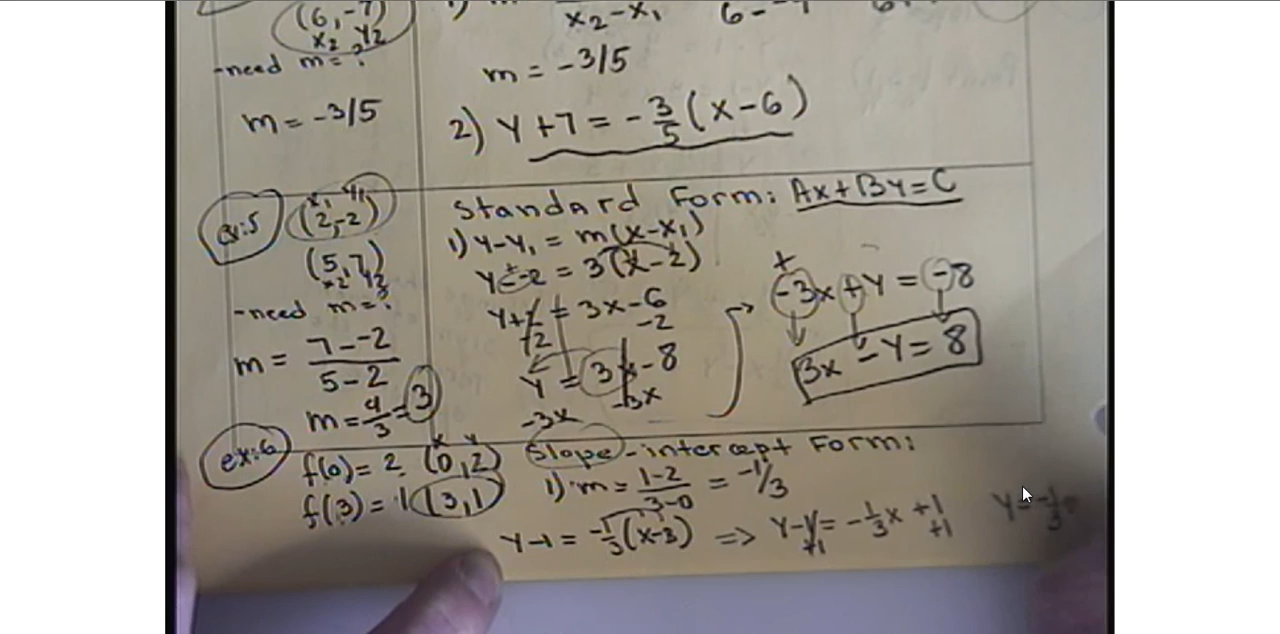 (6,-7)
x₂ y₂
-need m=?
m = -3/5
1) m
x₂-x₁
m = -3/5
2) y+7 = -3/5(x-6)
ex:5
x₁ y₁
(2,-2)
(5,7)
x₂ y₂
-need m=?
m = 7--2
5-2
= 3
Standard Form: Ax+By=C
1) y-y₁ = m(x-x₁)
y--2 = 3(x-2)
y+2 = 3x-6
-2
y = 3x-8
-3x -3x
+
-3x+y = -8
3x-y=8
ex:6
f(0)=2 (0,2)
x y
f(3)=1 (3,1)
Slope-intercept Form:
1) m = 1-2 = -1/3
3-0
y-1 = -1/3(x-3) => y-1 = -1/3x +1
+1 +1
y=-1/3